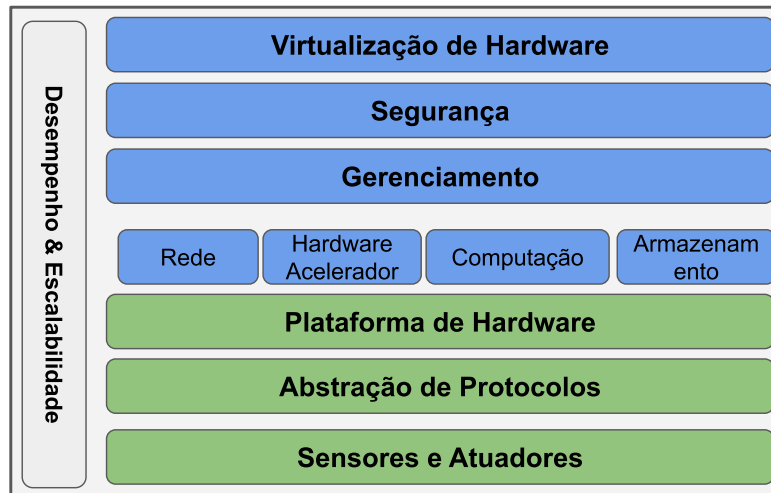 Desempenho & Escalabilidade
Virtualização de Hardware
Segurança
Gerenciamento
Rede
Hardware
Acelerador
Computação
Armazenam
ento
Plataforma de Hardware
Abstração de Protocolos
Sensores e Atuadores